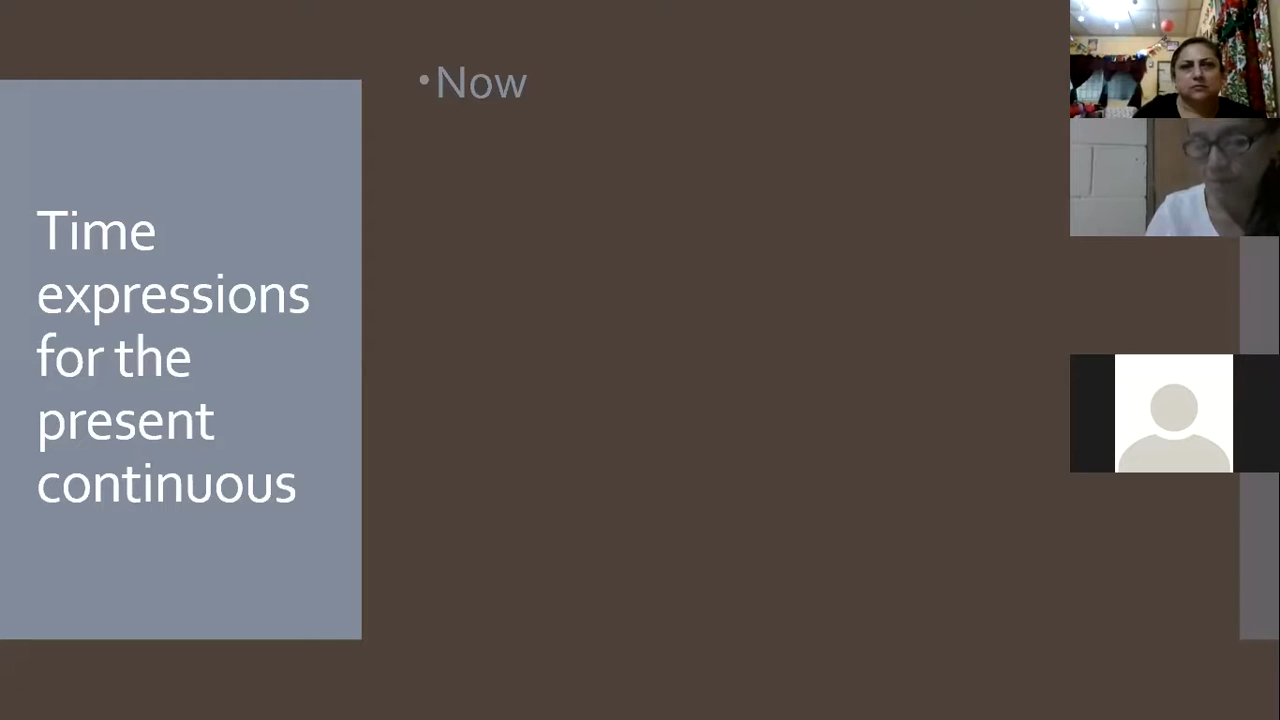 Time
expressions
for the
present
continuous
•Now